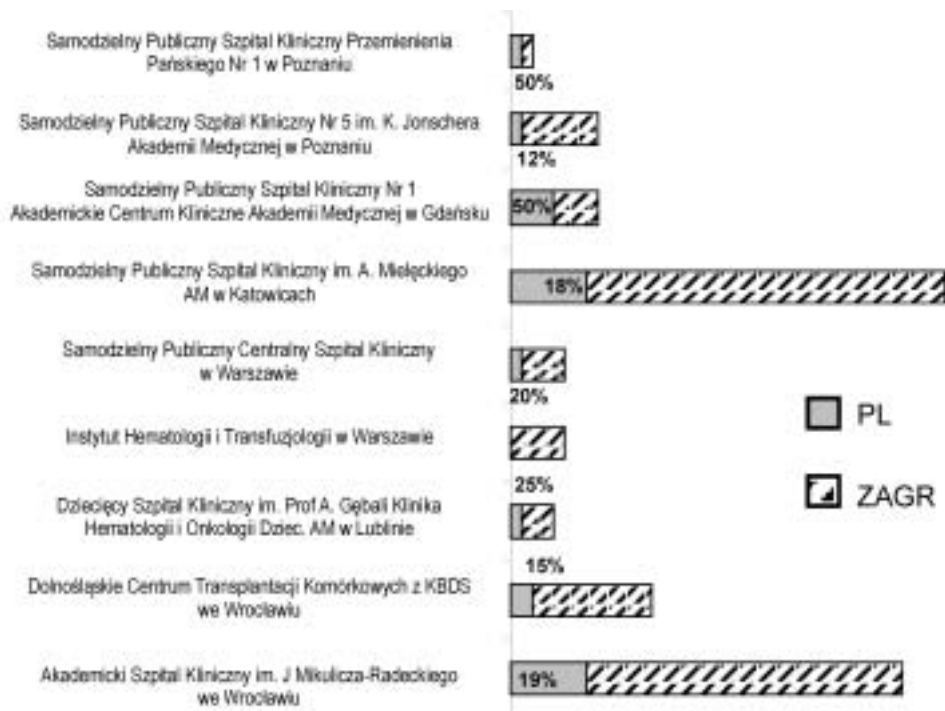 Samodzielny Publiczny Szpital Kliniczny Przemienienia
Pańskiego Nr 1 w Poznaniu
50%
Samodzielny Publiczny Szpital Kliniczny Nr 5 im. K. Jonschera
Akademii Medycznej w Poznaniu
12%
Samodzielny Publiczny Szpital Kliniczny Nr 1
Akademickie Centrum Kliniczne Akademii Medycznej w Gdańsku
50%
Samodzielny Publiczny Szpital Kliniczny im. A. Mielęckiego
AM w Katowicach
18%
Samodzielny Publiczny Centralny Szpital Kliniczny
w Warszawie
20%
Instytut Hematologii i Transfuzjologii w Warszawie
25%
Dziecięcy Szpital Kliniczny im. Prof A. Gębali Klinika
Hematologii i Onkologii Dziec. AM w Lublinie
15%
Dolnośląskie Centrum Transplantacji Komórkowych z KBDS
we Wrocławiu
Akademicki Szpital Kliniczny im. J Mikulicza-Radeckiego
we Wrocławiu
19%
PL
ZAGR